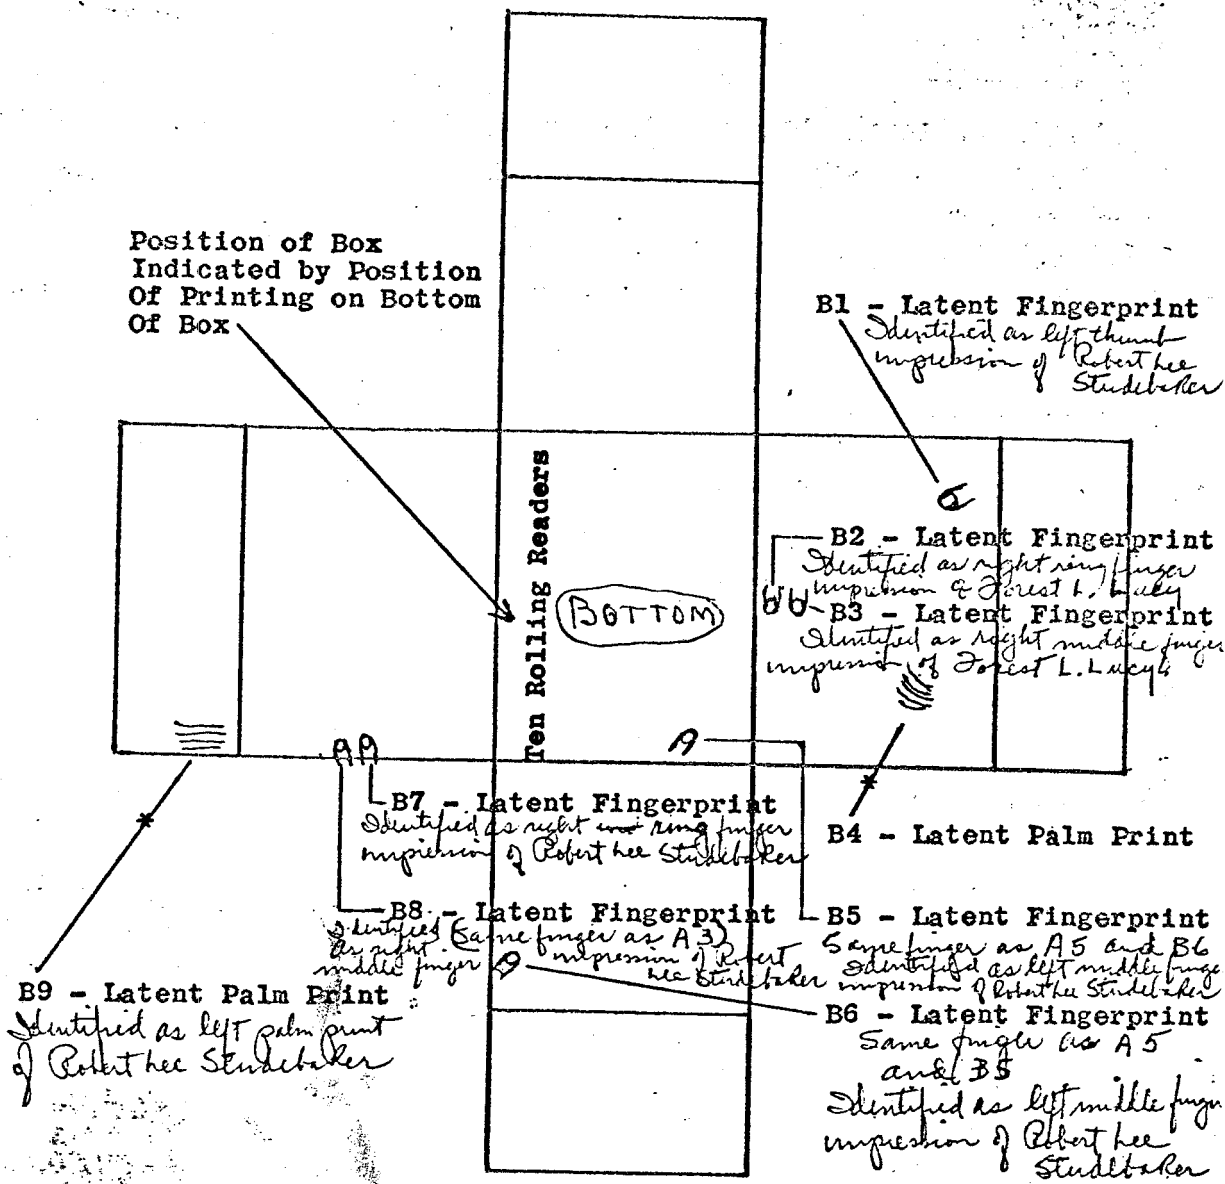 Position of Box
Indicated by Position
Of Printing on Bottom
Of Box
B1 - Latent Fingerprint
Identified as left thumb
impression of Robert Lee
Studebaker
Ten Rolling Readers
BOTTOM
B2 - Latent Fingerprint
Identified as right ring finger
impression of Forest L. Lucy
B3 - Latent Fingerprint
Identified as right middle finger
impression of Forest L. Lucy
B7 - Latent Fingerprint
Identified as right ring finger
impression of Robert Lee Studebaker
B4 - Latent Palm Print
B8 - Latent Fingerprint
Identified (Same finger as A3)
as right
middle finger impression of Robert
Lee Studebaker
B5 - Latent Fingerprint
Same finger as A5 and B6
Identified as left middle finger
impression of Robert Lee Studebaker
B9 - Latent Palm Print
Identified as left palm print
of Robert Lee Studebaker
B6 - Latent Fingerprint
Same finger as A5
and B5
Identified as left middle finger
impression of Robert Lee
Studebaker